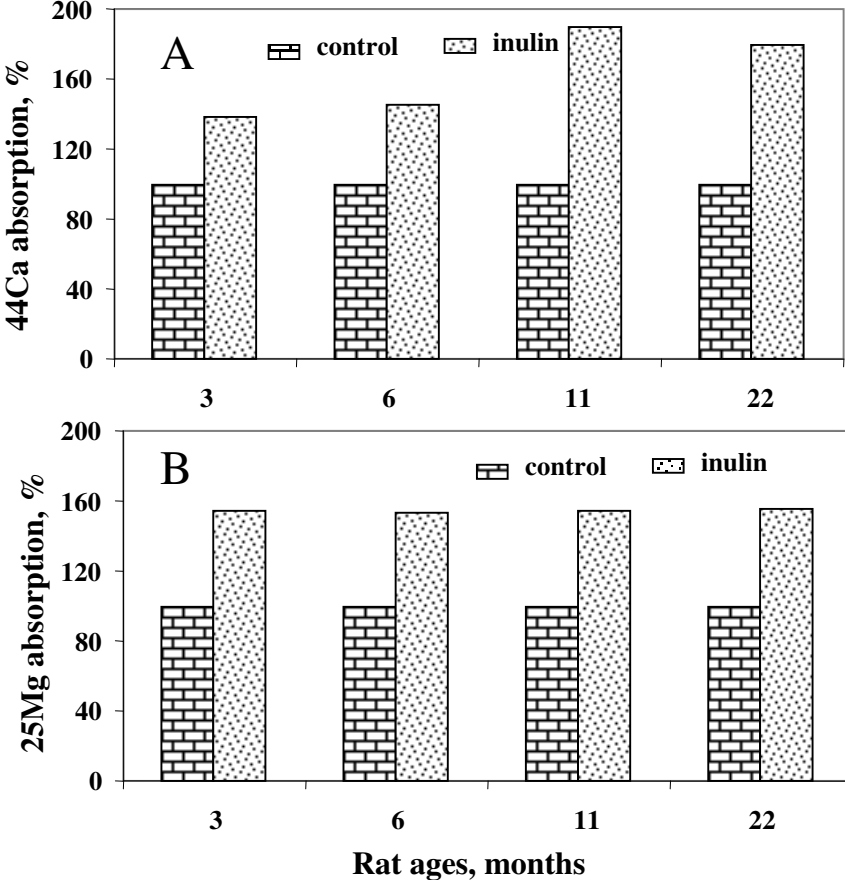 200
A
control
inulin
160
120
80
40
0
44Ca absorption, %
3 6 11 22
200
B
control
inulin
160
120
80
40
0
25Mg absorption, %
3 6 11 22
Rat ages, months